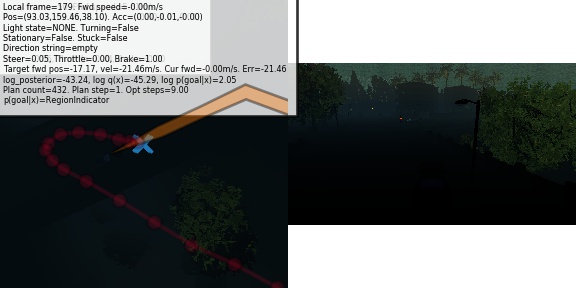 Local frame=179: Fwd speed=-0.00m/s
Pos=(93.03,159.46,38.10). Acc=(0.00,-0.01,-0.00)
Light state=NONE. Turning=False
Stationary=False. Stuck=False
Direction string=empty
Steer=0.05, Throttle=0.00, Brake=1.00
Target fwd pos=-17.17, vel=-21.46m/s. Cur fwd=-0.00m/s. Err=-21.46
log_posterior=-43.24, log q(x)=-45.29, log p(goal|x)=2.05
Plan count=432. Plan step=1. Opt steps=9.00
p(goal|x)=RegionIndicator